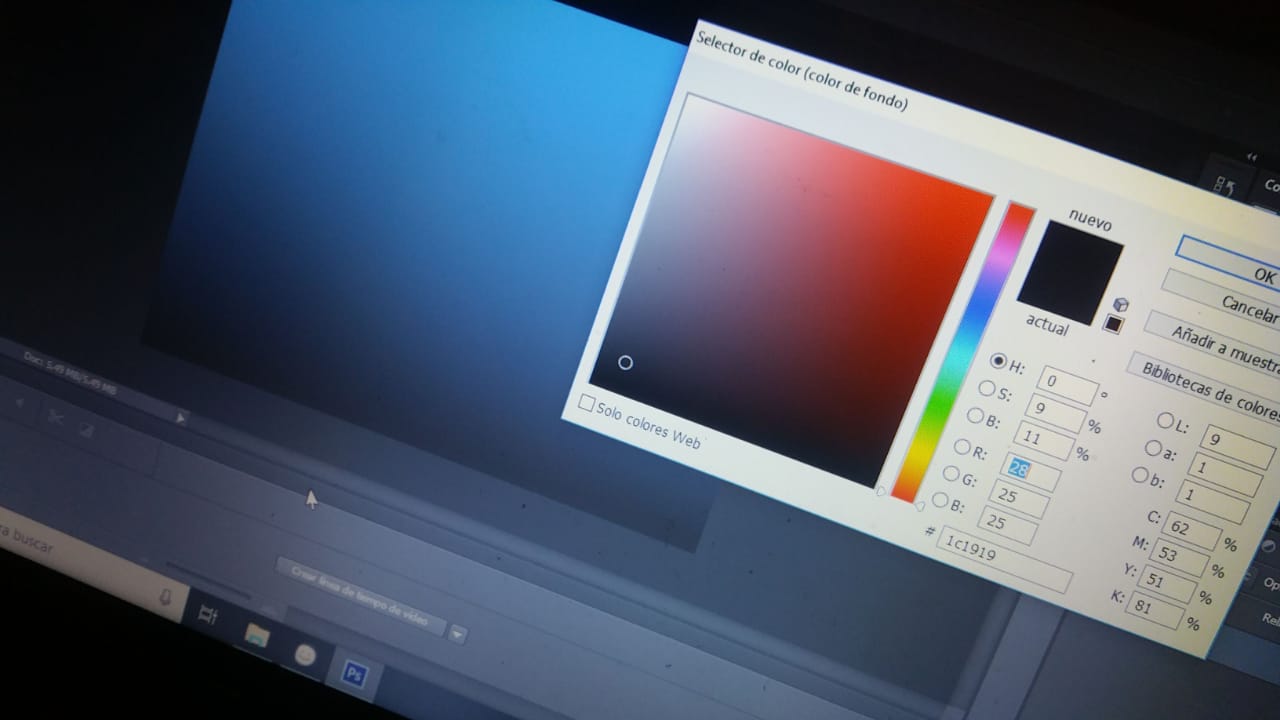 Selector de color (color de fondo)
nuevo
actual
OK
Cancelar
Añadir a muestra
Bibliotecas de colores
Solo colores Web
H: 0 °
S: 9 %
B: 11 %
R: 28
G: 25
B: 25
# 1c1919
L: 9
a: 1
b: 1
C: 62 %
M: 53 %
Y: 51 %
K: 81 %
Co
Op
Rel
Doc: 5,49 MB/5,49 MB
Crear línea de tiempo de vídeo
ra buscar
Ps